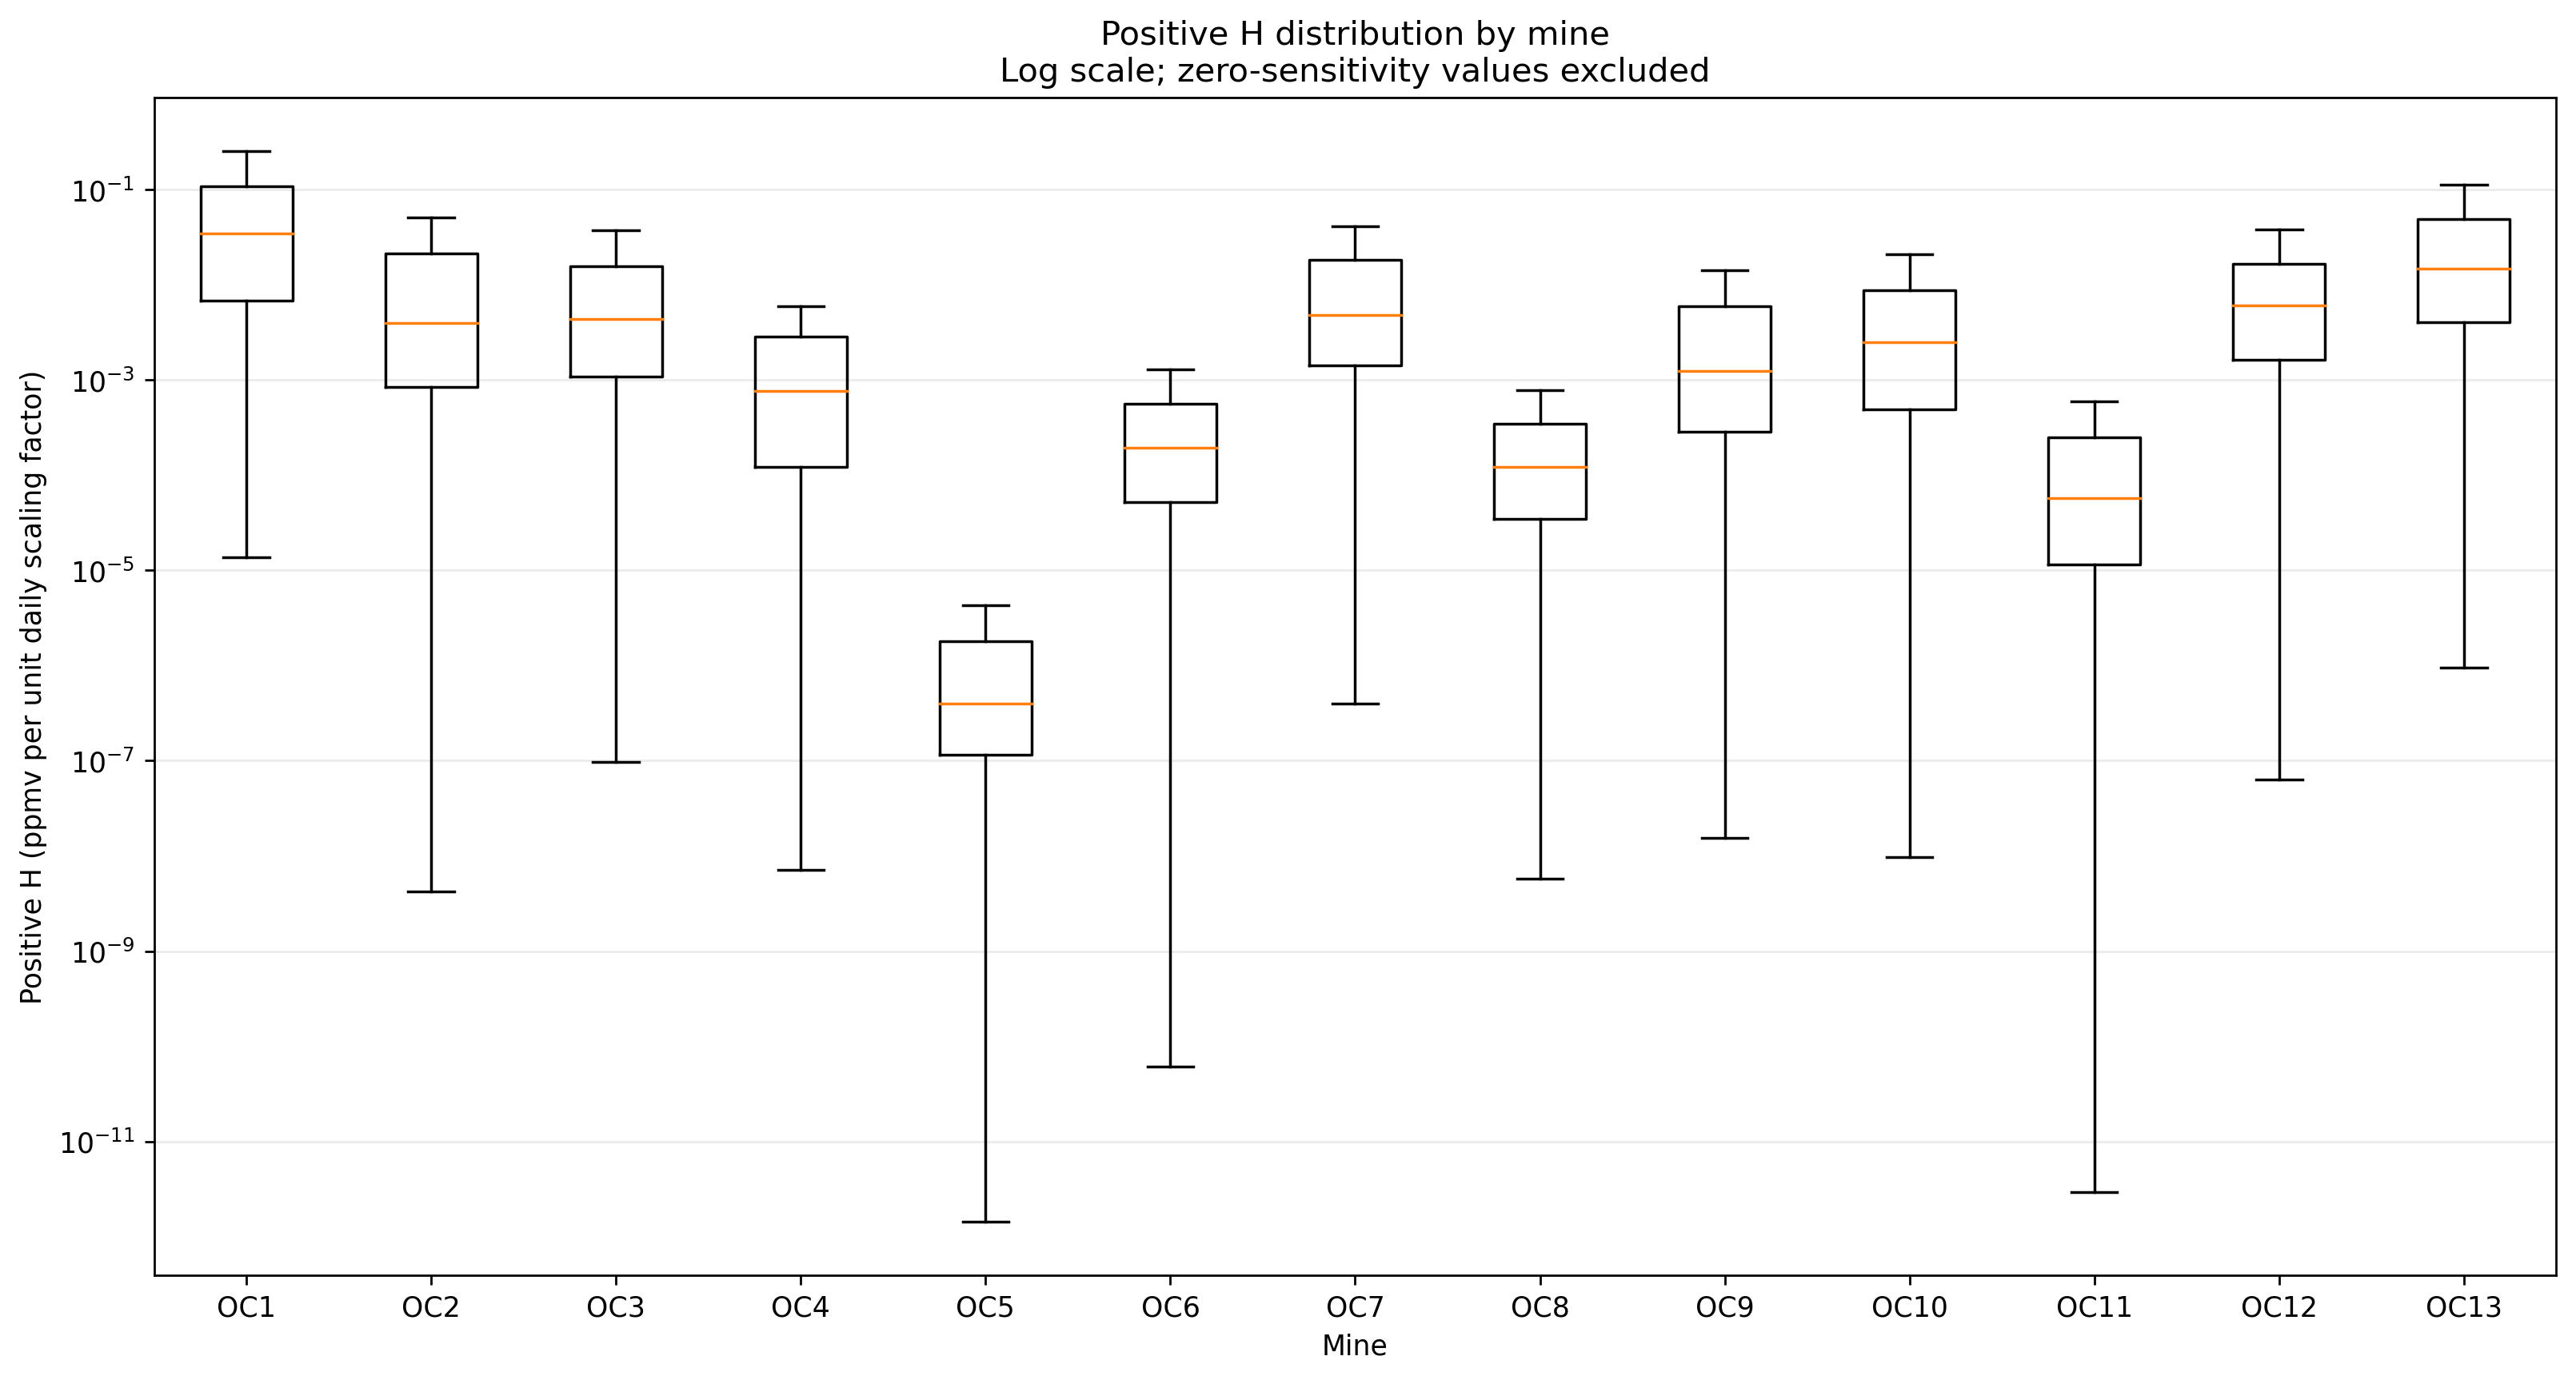 Positive H distribution by mine
Log scale; zero-sensitivity values excluded
Positive H (ppmv per unit daily scaling factor)
10⁻¹
10⁻³
10⁻⁵
10⁻⁷
10⁻⁹
10⁻¹¹
OC1 OC2 OC3 OC4 OC5 OC6 OC7 OC8 OC9 OC10 OC11 OC12 OC13
Mine